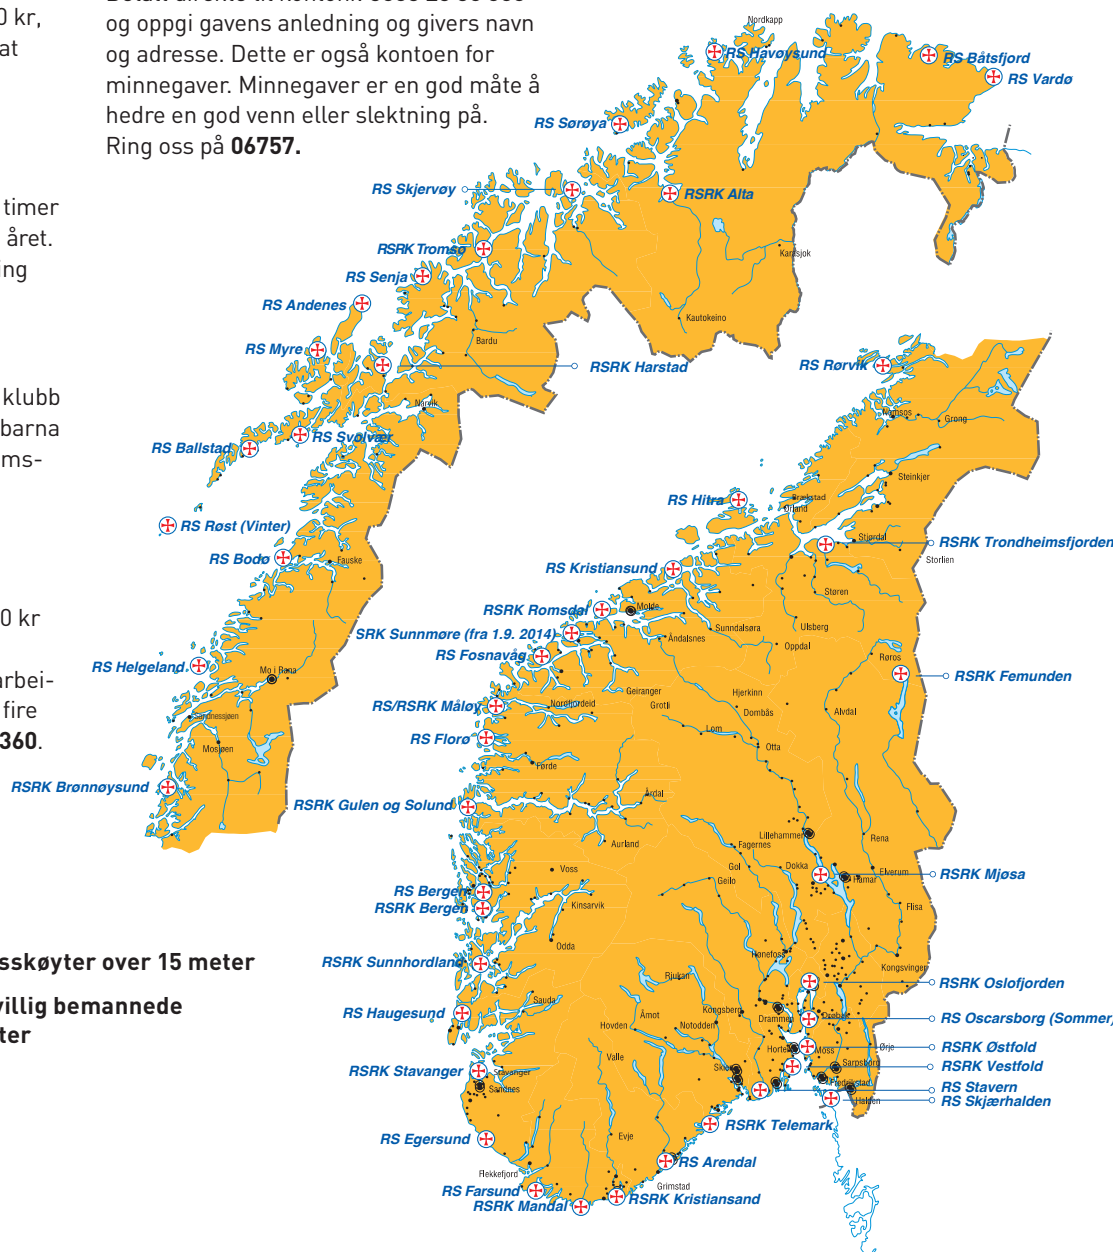 0 kr,
at
og oppgi gavens anledning og givers navn
og adresse. Dette er også kontoen for
minnegaver. Minnegaver er en god måte å
hedre en god venn eller slektning på.
Ring oss på 06757.
timer
året.
ing
klubb
barna
ms-
0 kr
arbei-
fire
360.
sskøyter over 15 meter
villig bemannede
ter
Nordkapp
RS Havøysund
RS Båtsfjord
RS Vardø
RS Sørøya
RS Skjervøy
RSRK Alta
RSRK Tromsø
Karasjok
RS Senja
RS Andenes
Kautokeino
RS Myre
Bardu
RSRK Harstad
RS Rørvik
Narvik
Namsos
Grong
RS Svolvær
RS Ballstad
Steinkjer
RS Hitra
Brækstad
Ørland
RS Røst (Vinter)
Stjørdal
RSRK Trondheimsfjorden
Storlien
RS Bodø
Fauske
RS Kristiansund
Støren
RSRK Romsdal
Molde
Sunndalsøra
Ulsberg
SRK Sunnmøre (fra 1.9. 2014)
Åndalsnes
Oppdal
RS Fosnavåg
Røros
RS Helgeland
Mo i Rana
RSRK Femunden
Geiranger
Hjerkinn
RS/RSRK Måløy
Nordfjordeid
Grotli
Dombås
Alvdal
Sandnessjøen
Mosjøen
RS Florø
Lom
Otta
Førde
RSRK Brønnøysund
Årdal
RSRK Gulen og Solund
Lillehammer
Rena
Aurland
Fagernes
Voss
Gol
Dokka
Elverum
RSRK Mjøsa
Hamar
Geilo
RS Bergen
RSRK Bergen
Kinsarvik
Flisa
Odda
Hønefoss
RSRK Sunnhordland
Kongsvinger
Rjukan
RSRK Oslofjorden
Sauda
RS Haugesund
Åmot
Kongsberg
Drammen
Drøbak
RS Oscarsborg (Sommer)
Hovden
Notodden
Horten
Moss
Ørje
RSRK Østfold
Valle
Skien
Sarpsborg
RSRK Vestfold
RSRK Stavanger
Stavanger
Sandnes
Fredrikstad
RS Stavern
Halden
RS Skjærhalden
RSRK Telemark
RS Egersund
Evje
RS Arendal
Flekkefjord
Grimstad
RS Farsund
RSRK Kristiansand
RSRK Mandal